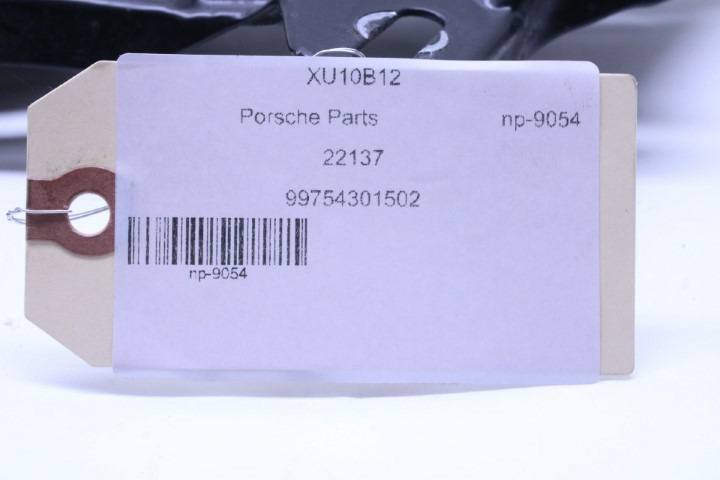 XU10B12
Porsche Parts np-9054
22137
99754301502
np-9054